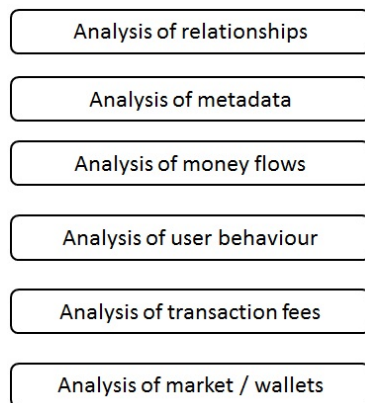 Analysis of relationships
Analysis of metadata
Analysis of money flows
Analysis of user behaviour
Analysis of transaction fees
Analysis of market / wallets